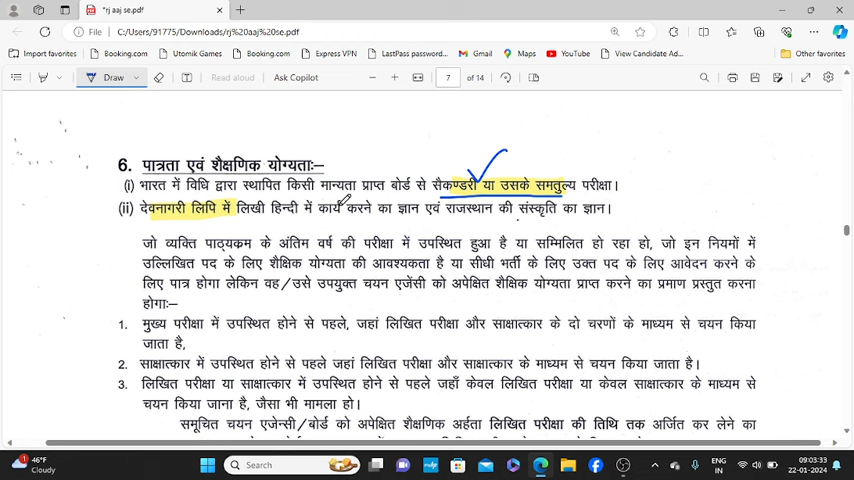 *rj aaj se.pdf
File
C:/Users/91775/Downloads/rj%20aaj%20se.pdf
Import favorites
Booking.com
Utomik Games
Booking.com
Express VPN
LastPass password...
Gmail
Maps
YouTube
View Candidate Ad...
Other favorites
Draw
Read aloud
Ask Copilot
7 of 14
6. पात्रता एवं शैक्षणिक योग्यताः–
(i) भारत में विधि द्वारा स्थापित किसी मान्यता प्राप्त बोर्ड से सैकण्डरी या उसके समतुल्य परीक्षा।
(ii) देवनागरी लिपि में लिखी हिन्दी में कार्य करने का ज्ञान एवं राजस्थान की संस्कृति का ज्ञान।
जो व्यक्ति पाठ्यक्रम के अंतिम वर्ष की परीक्षा में उपस्थित हुआ है या सम्मिलित हो रहा हो, जो इन नियमों में
उल्लिखित पद के लिए शैक्षिक योग्यता की आवश्यकता है या सीधी भर्ती के लिए उक्त पद के लिए आवेदन करने के
लिए पात्र होगा लेकिन वह/उसे उपयुक्त चयन एजेंसी को अपेक्षित शैक्षिक योग्यता प्राप्त करने का प्रमाण प्रस्तुत करना
होगाः–
1. मुख्य परीक्षा में उपस्थित होने से पहले, जहां लिखित परीक्षा और साक्षात्कार के दो चरणों के माध्यम से चयन किया
जाता है,
2. साक्षात्कार में उपस्थित होने से पहले जहां लिखित परीक्षा और साक्षात्कार के माध्यम से चयन किया जाता है।
3. लिखित परीक्षा या साक्षात्कार में उपस्थित होने से पहले जहाँ केवल लिखित परीक्षा या केवल साक्षात्कार के माध्यम से
चयन किया जाना है, जैसा भी मामला हो।
समूचित चयन एजेन्सी/बोर्ड को अपेक्षित शैक्षणिक अर्हता लिखित परीक्षा की तिथि तक अर्जित कर लेने का
46°F
Cloudy
Search
ENG
IN
09:03:33
22-01-2024